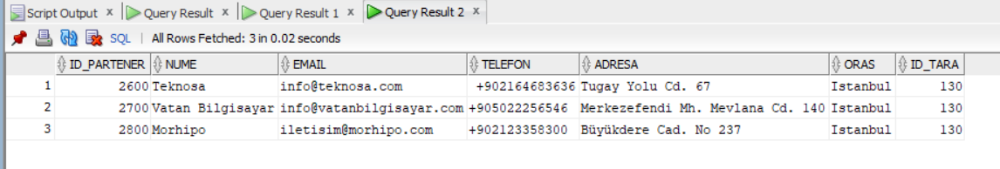 Script Output x Query Result x Query Result 1 x Query Result 2 x
SQL | All Rows Fetched: 3 in 0.02 seconds
ID_PARTENER NUME EMAIL TELEFON ADRESA ORAS ID_TARA
1 2600 Teknosa info@teknosa.com +902164683636 Tugay Yolu Cd. 67 Istanbul 130
2 2700 Vatan Bilgisayar info@vatanbilgisayar.com +905022256546 Merkezefendi Mh. Mevlana Cd. 140 Istanbul 130
3 2800 Morhipo iletisim@morhipo.com +902123358300 Büyükdere Cad. No 237 Istanbul 130